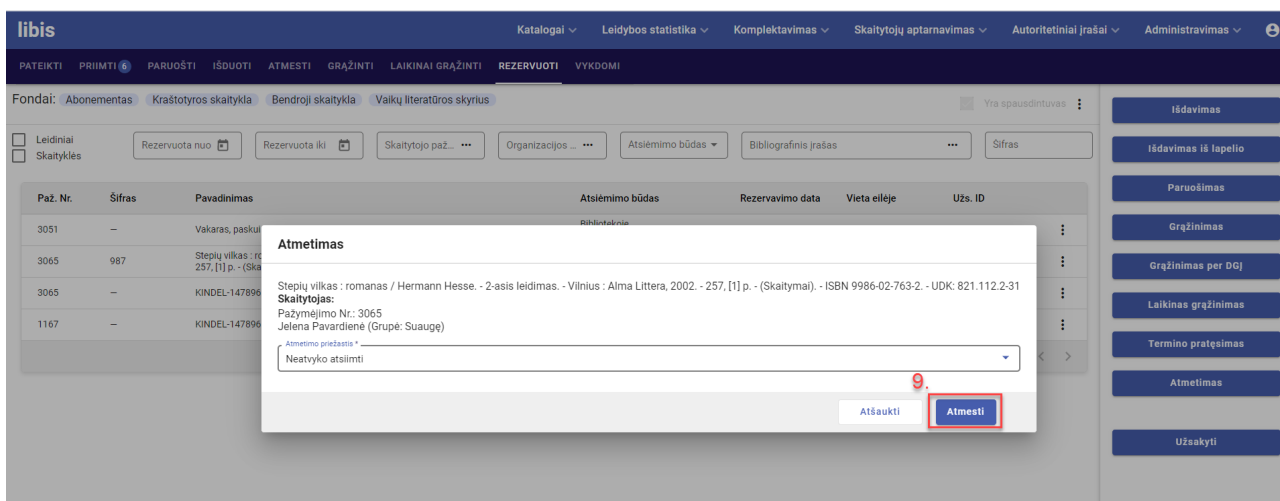 libis
Katalogai Leidybos statistika Komplektavimas Skaitytojų aptarnavimas Autoritetiniai įrašai Administravimas
PATEIKTI PRIIMTI 6 PARUOŠTI IŠDUOTI ATMESTI GRĄŽINTI LAIKINAI GRĄŽINTI REZERVUOTI VYKDOMI
Fondai: Abonementas Kraštotyros skaitykla Bendroji skaitykla Vaikų literatūros skyrius Yra spausdintuvas
Išdavimas
Leidiniai
Skaityklės
Rezervuota nuo Rezervuota iki Skaitytojo paž... Organizacijos ... Atsiėmimo būdas Bibliografinis įrašas Šifras
Išdavimas iš lapelio
Paruošimas
Paž. Nr. Šifras Pavadinimas Atsiėmimo būdas Rezervavimo data Vieta eilėje Užs. ID
3051 – Vakaras, paskui Bibliotekoje
Grąžinimas
3065 987 Stepių vilkas : ro
257, [1] p. - (Ska
Grąžinimas per DGĮ
3065 – KINDEL-147896
Laikinas grąžinimas
1167 – KINDEL-147896
Termino pratęsimas
Atmetimas
Užsakyti
Atmetimas
Stepių vilkas : romanas / Hermann Hesse. - 2-asis leidimas. - Vilnius : Alma Littera, 2002. - 257, [1] p. - (Skaitymai). - ISBN 9986-02-763-2. - UDK: 821.112.2-31
Skaitytojas:
Pažymėjimo Nr.: 3065
Jelena Pavardienė (Grupė: Suaugę)
Atmetimo priežastis *
Neatvyko atsiimti
9.
Atšaukti Atmesti